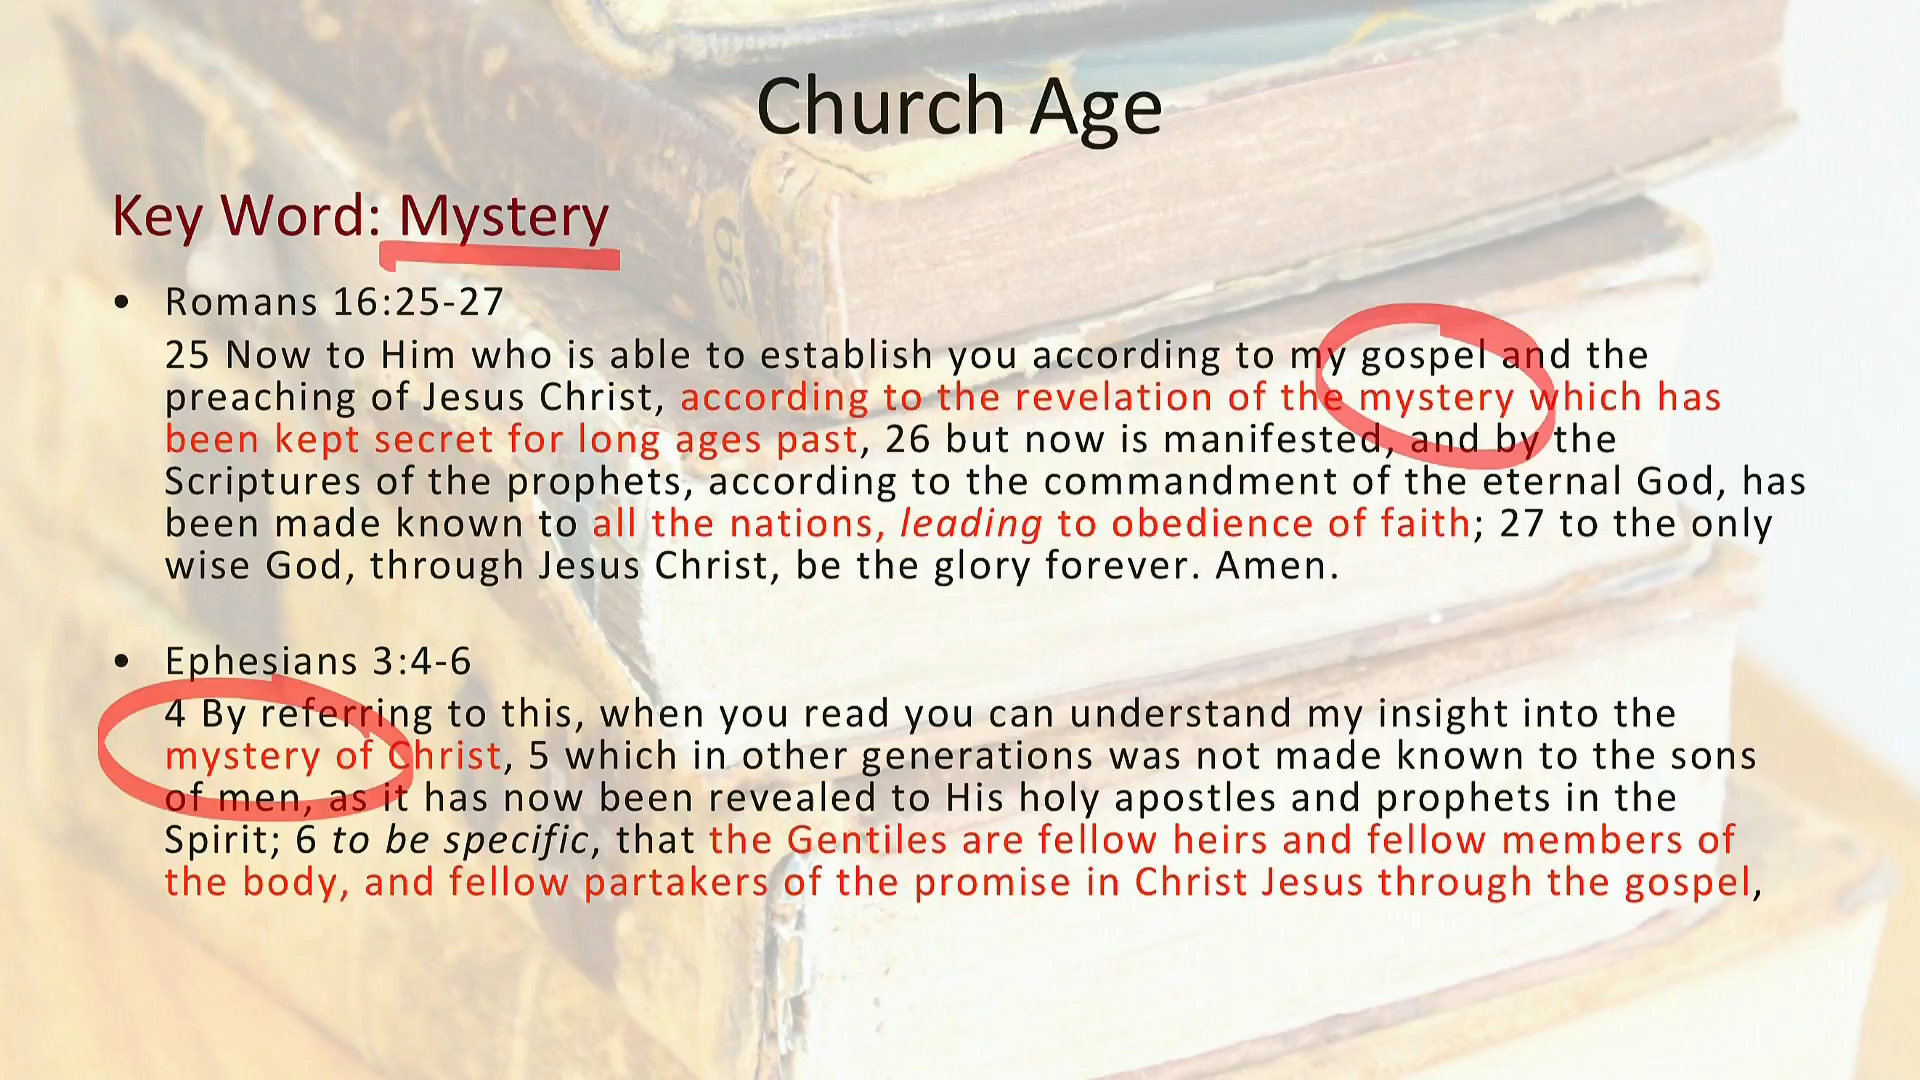 Church Age
Key Word: Mystery
• Romans 16:25-27
25 Now to Him who is able to establish you according to my gospel and the
preaching of Jesus Christ, according to the revelation of the mystery which has
been kept secret for long ages past, 26 but now is manifested, and by the
Scriptures of the prophets, according to the commandment of the eternal God, has
been made known to all the nations, leading to obedience of faith; 27 to the only
wise God, through Jesus Christ, be the glory forever. Amen.
• Ephesians 3:4-6
4 By referring to this, when you read you can understand my insight into the
mystery of Christ, 5 which in other generations was not made known to the sons
of men, as it has now been revealed to His holy apostles and prophets in the
Spirit; 6 to be specific, that the Gentiles are fellow heirs and fellow members of
the body, and fellow partakers of the promise in Christ Jesus through the gospel,